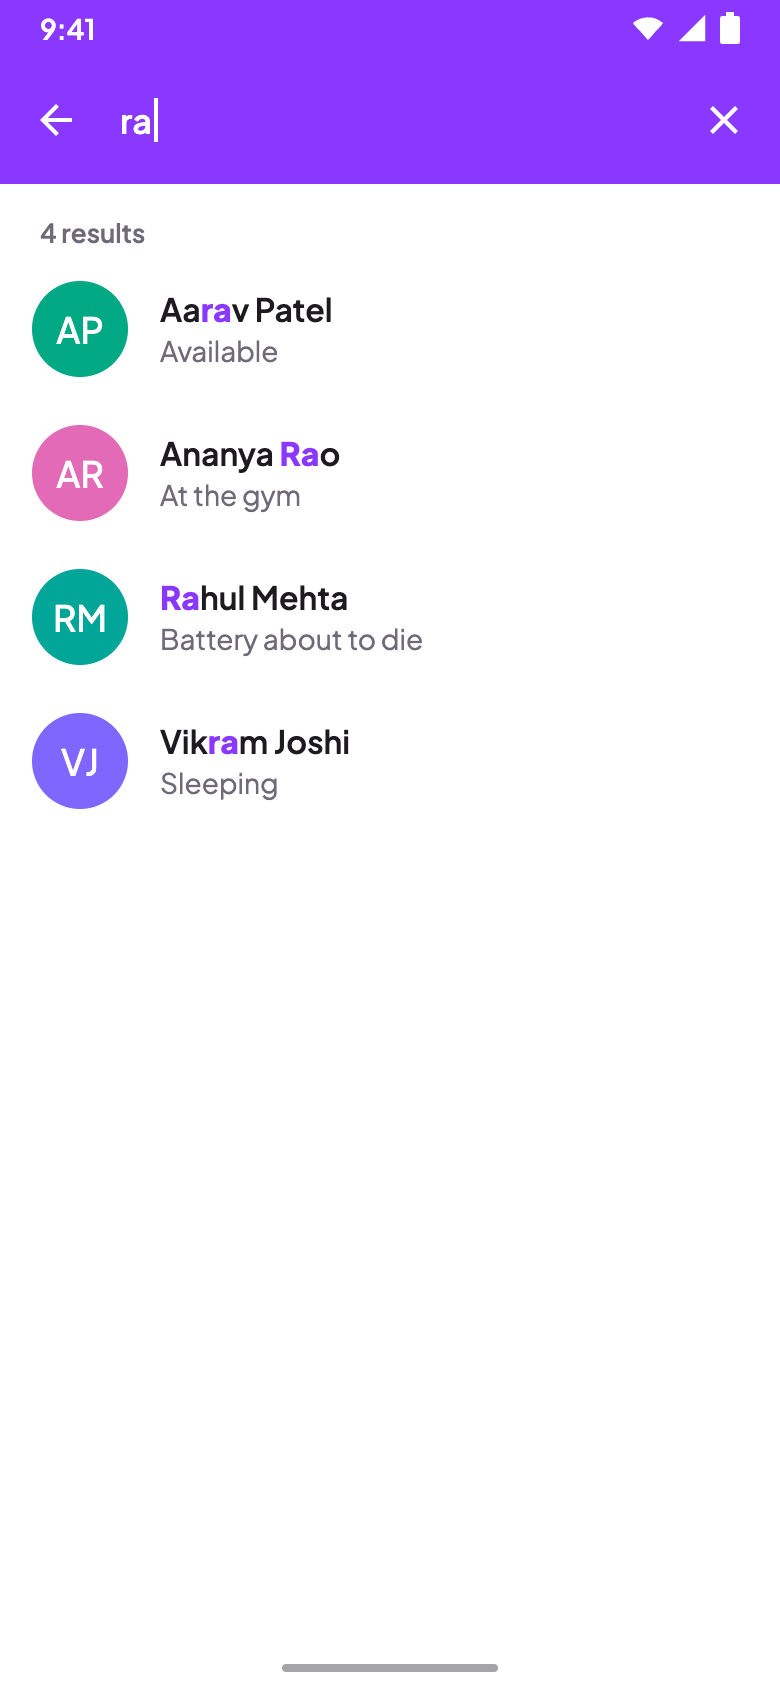 9:41
ra
4 results
AP
Aarav Patel
Available
AR
Ananya Rao
At the gym
RM
Rahul Mehta
Battery about to die
VJ
Vikram Joshi
Sleeping